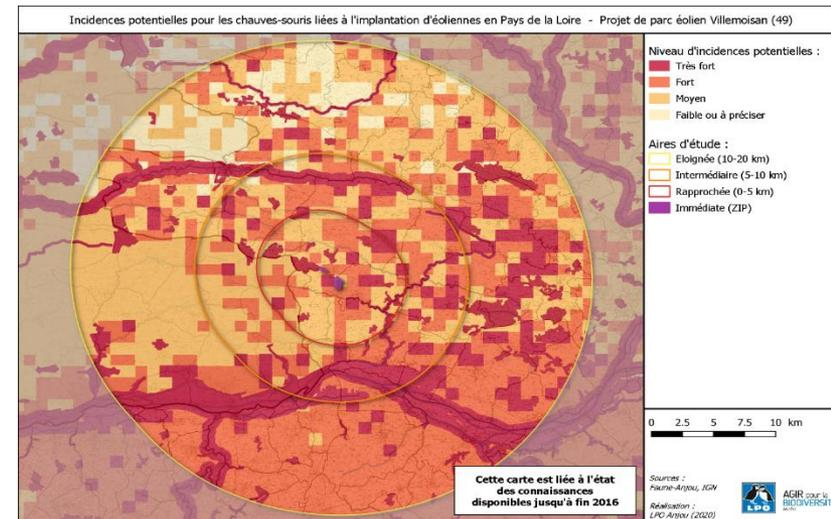 Incidences potentielles pour les chauves-souris liées à l'implantation d'éoliennes en Pays de la Loire - Projet de parc éolien Villemoisan (49)
Niveau d'incidences potentielles :
Très fort
Fort
Moyen
Faible ou à préciser
Aires d'étude :
Eloignée (10-20 km)
Intermédiaire (5-10 km)
Rapprochée (0-5 km)
Immédiate (ZIP)
0 2.5 5 7.5 10 km
Cette carte est liée à l'état
des connaissances
disponibles jusqu'à fin 2016
Sources :
Faune-Anjou, IGN
Réalisation :
LPO Anjou (2020)
LPO
AGIR pour la
BIODIVERSITÉ